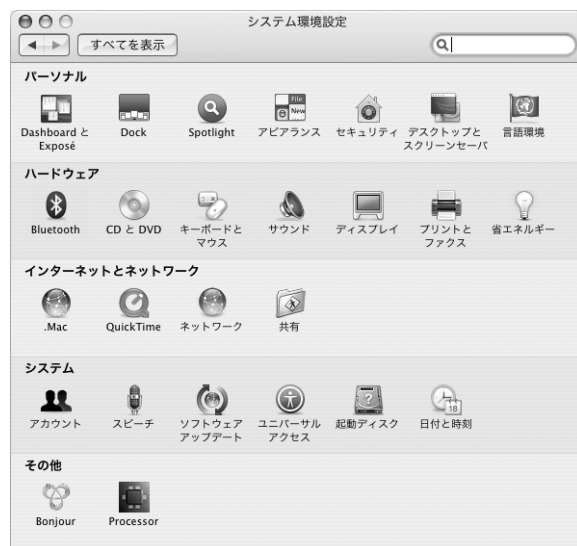 システム環境設定
すべてを表示
パーソナル
Dashboard と Exposé
Dock
Spotlight
File
New
アピアランス
セキュリティ
デスクトップと スクリーンセーバ
言語環境
ハードウェア
Bluetooth
CD と DVD
キーボードと マウス
サウンド
ディスプレイ
プリントと ファクス
省エネルギー
インターネットとネットワーク
.Mac
QuickTime
ネットワーク
共有
システム
アカウント
スピーチ
ソフトウェア アップデート
ユニバーサル アクセス
起動ディスク
18
日付と時刻
その他
Bonjour
Processor